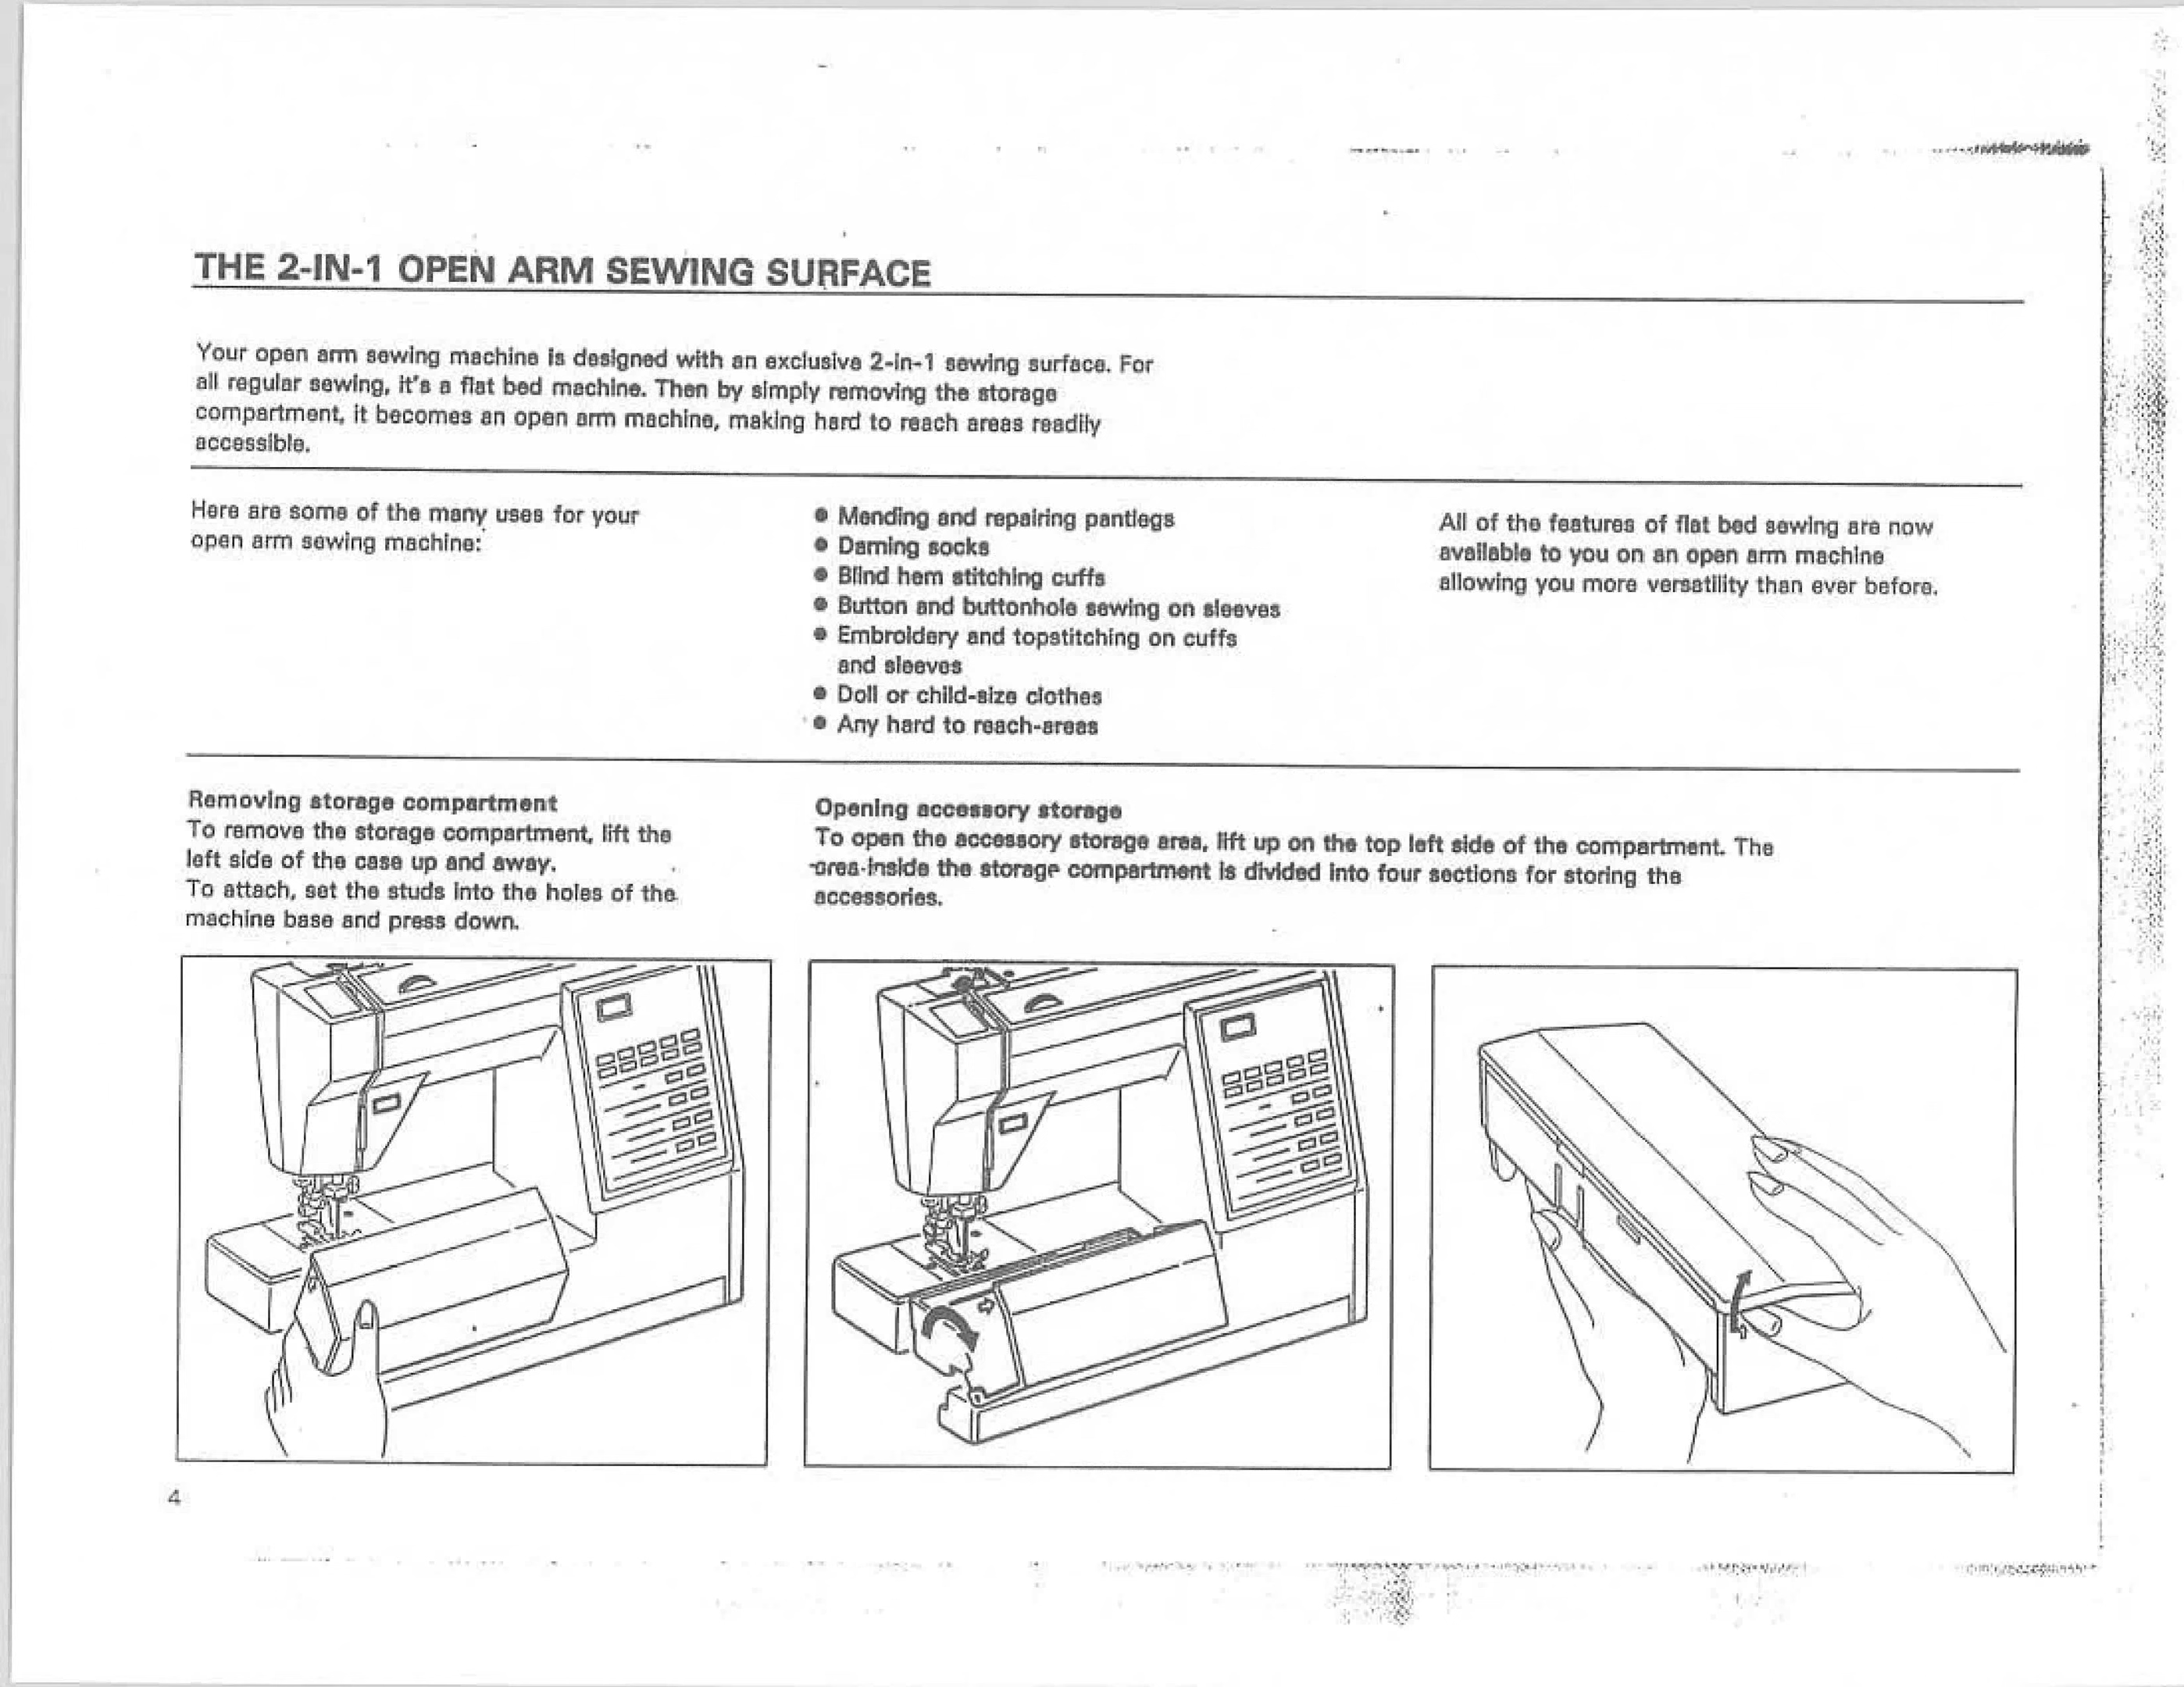 THE 2-IN-1 OPEN ARM SEWING SURFACE
Your open arm sewing machine is designed with an exclusive 2-in-1 sewing surface. For
all regular sewing, it's a flat bed machine. Then by simply removing the storage
compartment, it becomes an open arm machine, making hard to reach areas readily
accessible.
Here are some of the many uses for your
open arm sewing machine:
● Mending and repairing pantlegs
● Darning socks
● Blind hem stitching cuffs
● Button and buttonhole sewing on sleeves
● Embroidery and topstitching on cuffs
and sleeves
● Doll or child-size clothes
● Any hard to reach-areas
All of the features of flat bed sewing are now
available to you on an open arm machine
allowing you more versatility than ever before.
Removing storage compartment
To remove the storage compartment, lift the
left side of the case up and away.
To attach, set the studs into the holes of the
machine base and press down.
Opening accessory storage
To open the accessory storage area, lift up on the top left side of the compartment. The
area inside the storage compartment is divided into four sections for storing the
accessories.
4